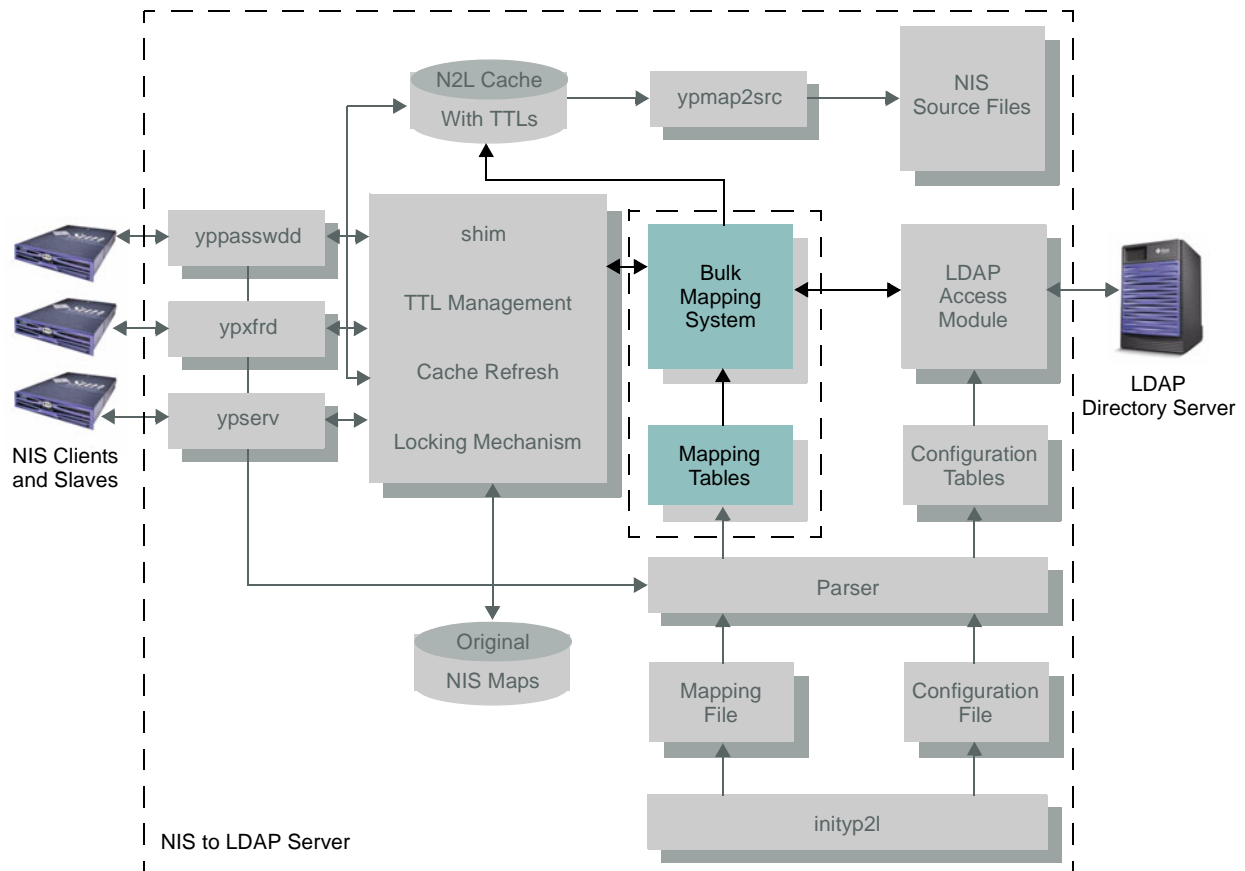 N2L Cache
With TTLs
ypmap2src
NIS
Source Files
yppasswdd
ypxfrd
ypserv
NIS Clients
and Slaves
shim
TTL Management
Cache Refresh
Locking Mechanism
Bulk
Mapping
System
LDAP
Access
Module
LDAP
Directory Server
Mapping
Tables
Configuration
Tables
Parser
Original
NIS Maps
Mapping
File
Configuration
File
inityp2l
NIS to LDAP Server